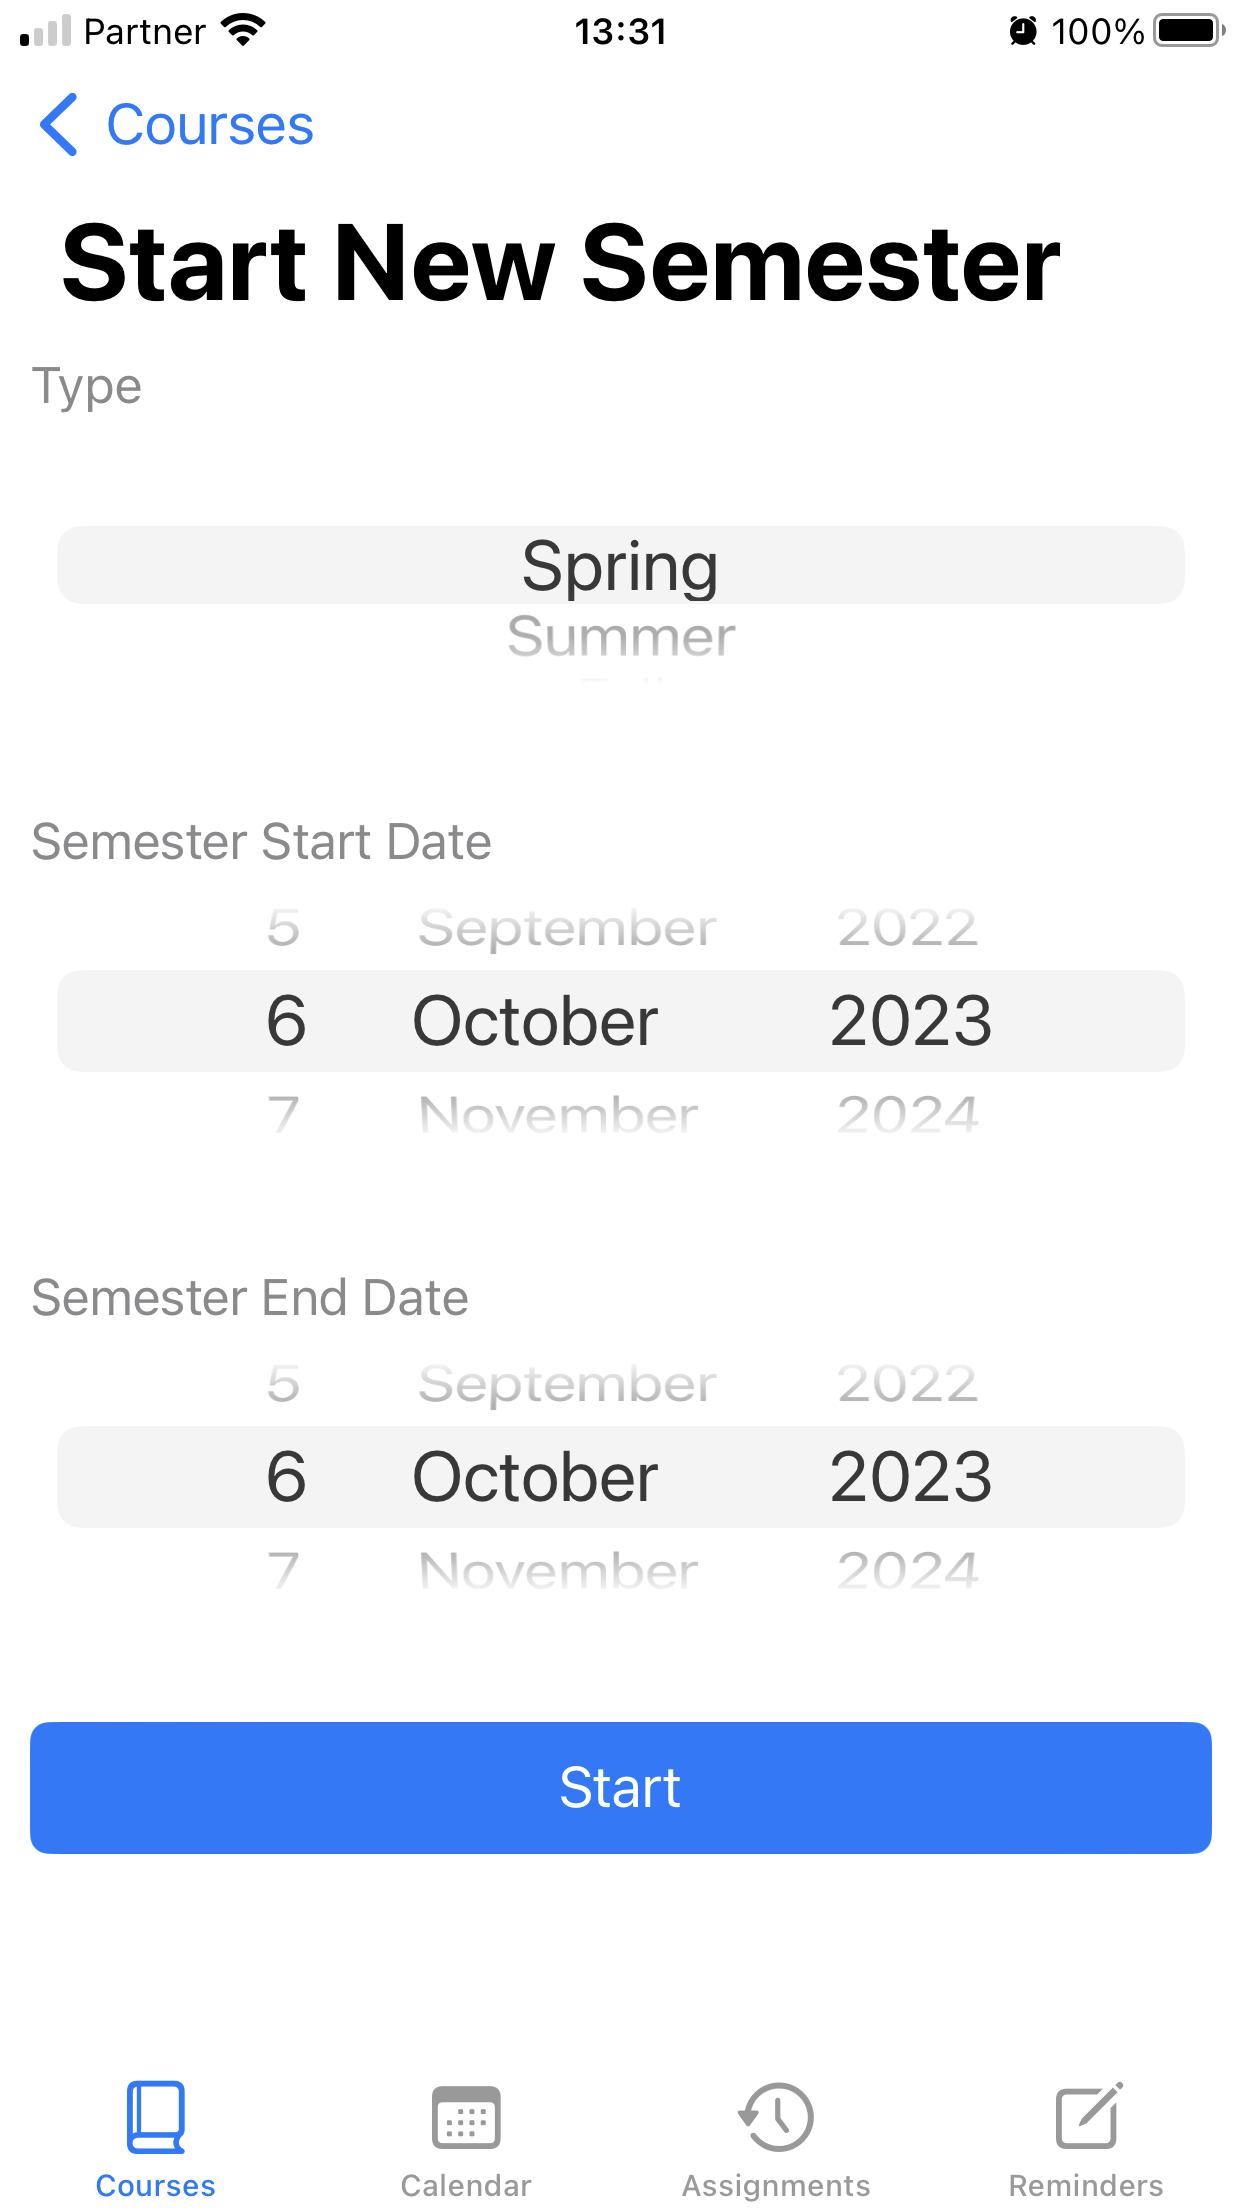 Partner 13:31 100%
Courses
Start New Semester
Type
Spring
Summer
Semester Start Date
5 September 2022
6 October 2023
7 November 2024
Semester End Date
5 September 2022
6 October 2023
7 November 2024
Start
Courses Calendar Assignments Reminders